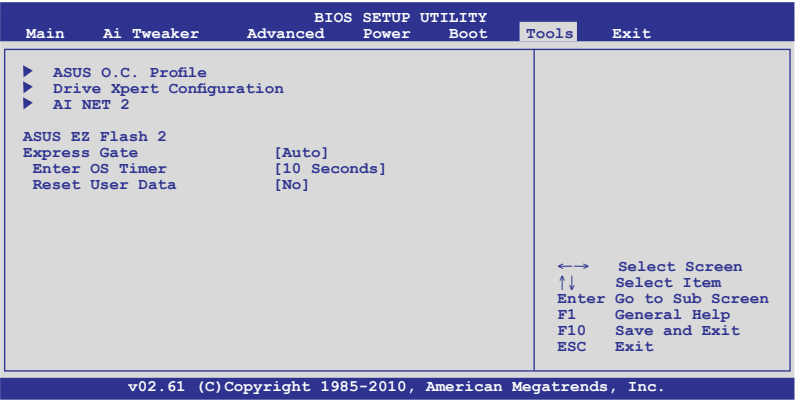 BIOS SETUP UTILITY
Main Ai Tweaker Advanced Power Boot Tools Exit
ASUS O.C. Profile
Drive Xpert Configuration
AI NET 2
ASUS EZ Flash 2
Express Gate [Auto]
Enter OS Timer [10 Seconds]
Reset User Data [No]
←→ Select Screen
↑↓ Select Item
Enter Go to Sub Screen
F1 General Help
F10 Save and Exit
ESC Exit
v02.61 (C)Copyright 1985-2010, American Megatrends, Inc.